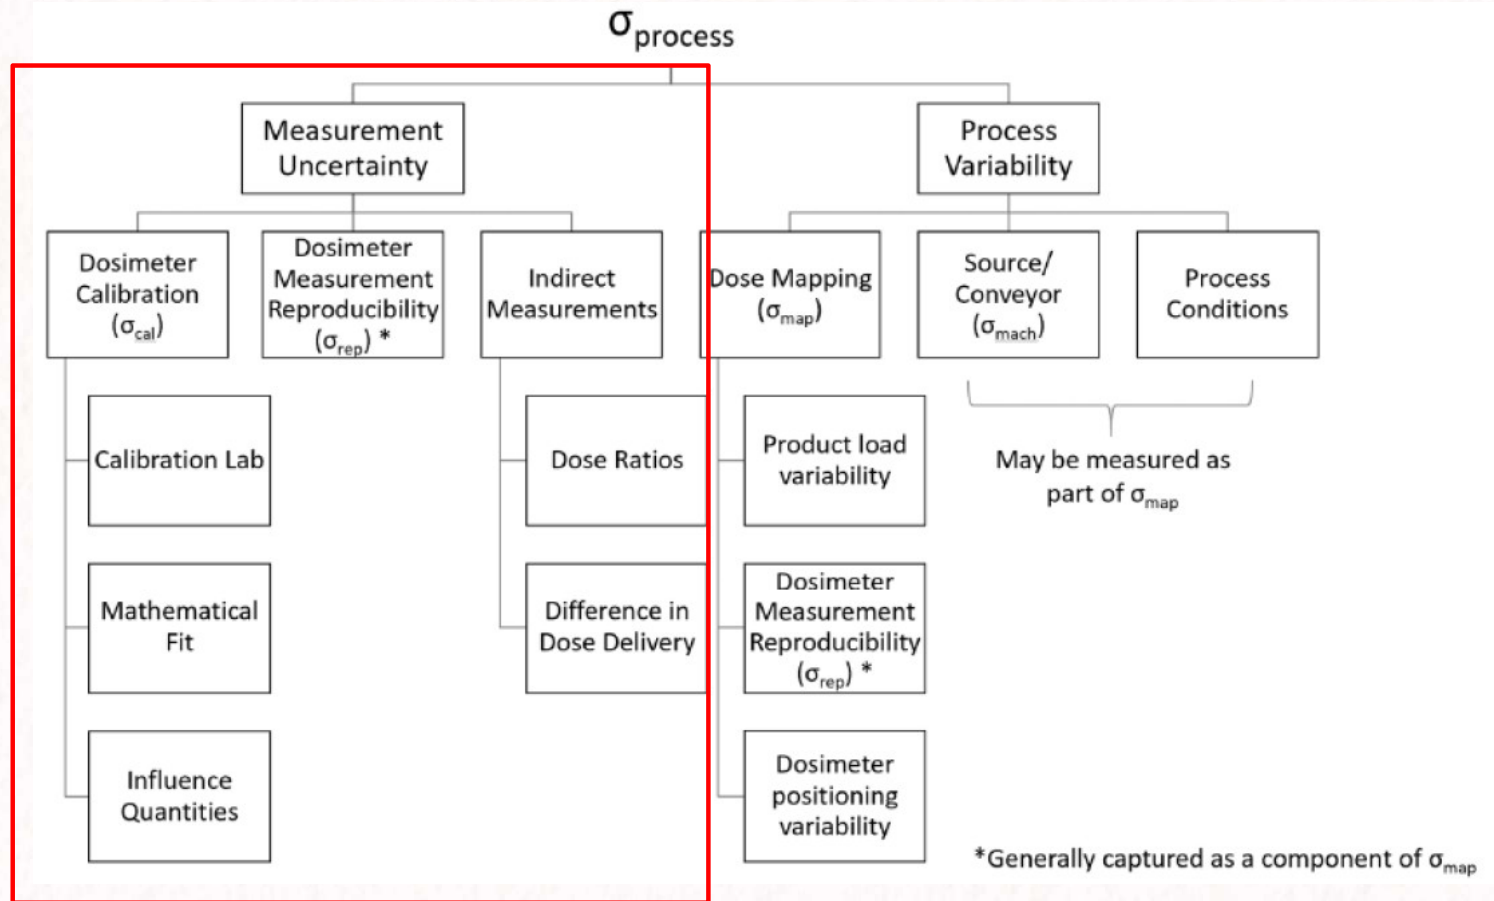 σprocess
Measurement
Uncertainty
Process
Variability
Dosimeter
Calibration
(σcal)
Dosimeter
Measurement
Reproducibility
(σrep) *
Indirect
Measurements
Dose Mapping
(σmap)
Source/
Conveyor
(σmach)
Process
Conditions
Calibration Lab
Mathematical
Fit
Influence
Quantities
Dose Ratios
Difference in
Dose Delivery
Product load
variability
Dosimeter
Measurement
Reproducibility
(σrep) *
Dosimeter
positioning
variability
May be measured as
part of σmap
*Generally captured as a component of σmap